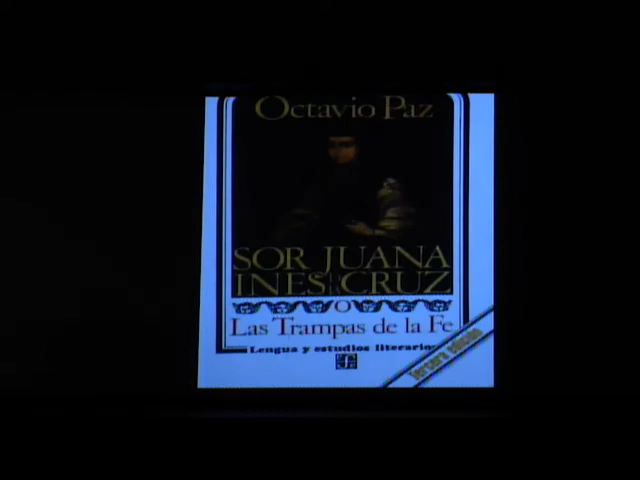 Octavio Paz
SOR JUANA
INES DE LA CRUZ
O
Las Trampas de la Fe
Lengua y estudios literarios
Tercera edición